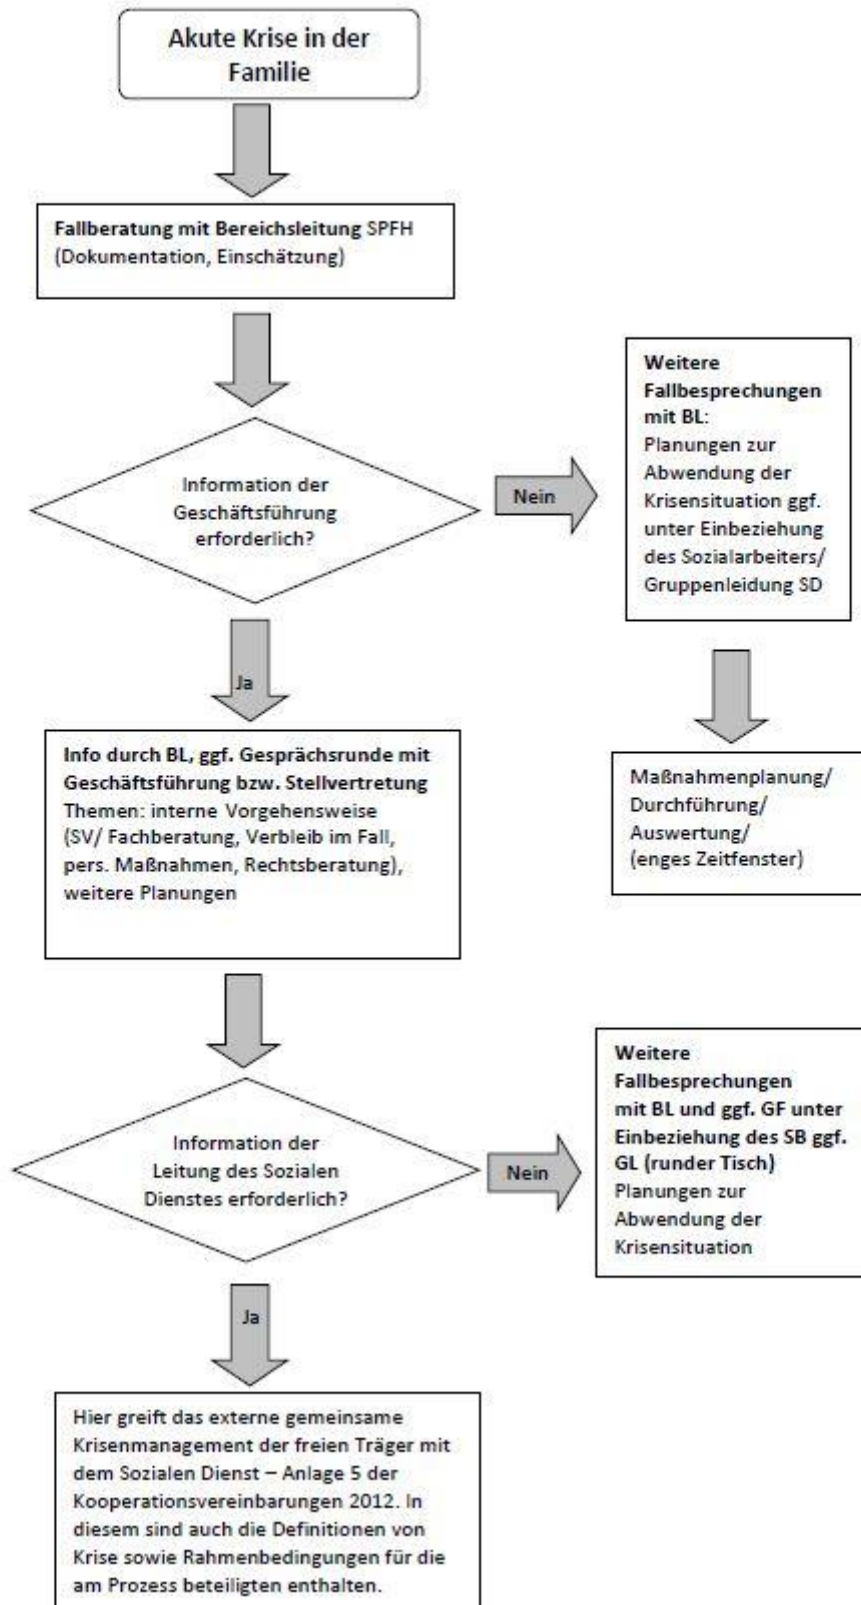 Akute Krise in der
Familie
Fallberatung mit Bereichsleitung SPFH
(Dokumentation, Einschätzung)
Information der
Geschäftsführung
erforderlich?
Nein
Weitere
Fallbesprechungen
mit BL:
Planungen zur
Abwendung der
Krisensituation ggf.
unter Einbeziehung
des Sozialarbeiters/
Gruppenleidung SD
Maßnahmenplanung/
Durchführung/
Auswertung/
(enges Zeitfenster)
Ja
Info durch BL, ggf. Gesprächsrunde mit
Geschäftsführung bzw. Stellvertretung
Themen: interne Vorgehensweise
(SV/ Fachberatung, Verbleib im Fall,
pers. Maßnahmen, Rechtsberatung),
weitere Planungen
Information der
Leitung des Sozialen
Dienstes erforderlich?
Nein
Weitere
Fallbesprechungen
mit BL und ggf. GF unter
Einbeziehung des SB ggf.
GL (runder Tisch)
Planungen zur
Abwendung der
Krisensituation
Ja
Hier greift das externe gemeinsame
Krisenmanagement der freien Träger mit
dem Sozialen Dienst – Anlage 5 der
Kooperationsvereinbarungen 2012. In
diesem sind auch die Definitionen von
Krise sowie Rahmenbedingungen für die
am Prozess beteiligten enthalten.